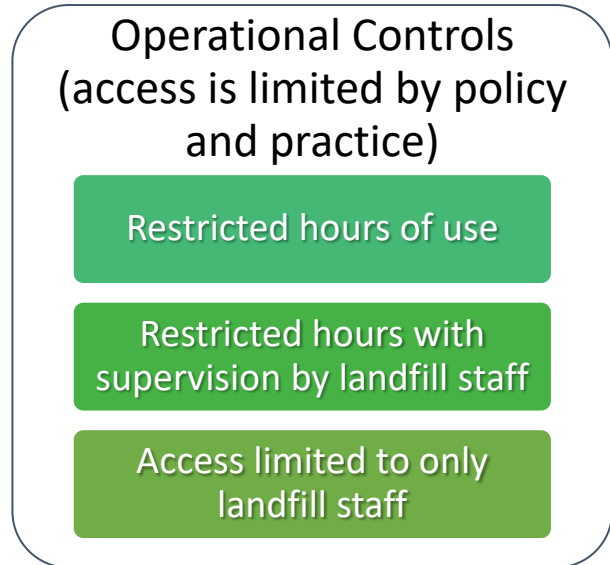 Operational Controls
(access is limited by policy
and practice)
Restricted hours of use
Restricted hours with
supervision by landfill staff
Access limited to only
landfill staff